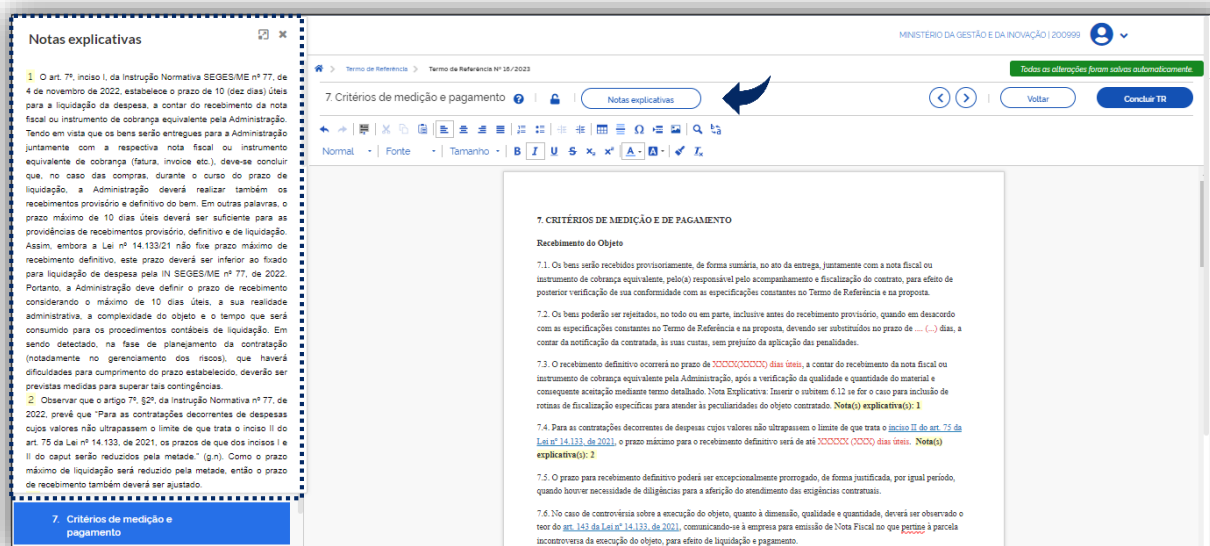 Notas explicativas
1 O art. 7º, inciso I, da Instrução Normativa SEGES/ME nº 77, de
4 de novembro de 2022, estabelece o prazo de 10 (dez) dias úteis
para a liquidação da despesa, a contar do recebimento da nota
fiscal ou instrumento de cobrança equivalente pela Administração.
Tendo em vista que os bens serão entregues para a Administração
juntamente com a respectiva nota fiscal ou instrumento
equivalente de cobrança (fatura, invoice etc.), deve-se concluir
que, no caso das compras, durante o curso do prazo de
liquidação, a Administração deverá realizar também os
recebimentos provisório e definitivo do bem. Em outras palavras, o
prazo máximo de 10 dias úteis deverá ser suficiente para as
providências de recebimentos provisório, definitivo e de liquidação.
Assim, embora a Lei nº 14.133/21 não fixe prazo máximo de
recebimento definitivo, este prazo deverá ser inferior ao fixado
para liquidação de despesa pela IN SEGES/ME nº 77, de 2022.
Portanto, a Administração deve definir o prazo de recebimento
considerando o máximo de 10 dias úteis, a sua realidade
administrativa, a complexidade do objeto e o tempo que será
consumido para os procedimentos contábeis de liquidação. Em
sendo detectado, na fase de planejamento da contratação
(notadamente no gerenciamento dos riscos), que haverá
dificuldades para cumprimento do prazo estabelecido, deverão ser
previstas medidas para superar tais contingências.
2 Observar que o artigo 7º, §2º, da Instrução Normativa nº 77, de
2022, prevê que "Para as contratações decorrentes de despesas
cujos valores não ultrapassem o limite de que trata o inciso II do
art. 75 da Lei nº 14.133, de 2021, os prazos de que dos incisos I e
II do caput serão reduzidos pela metade." (g.n). Como o prazo
máximo de liquidação será reduzido pela metade, então o prazo
de recebimento também deverá ser ajustado.
7. Critérios de medição e
pagamento
MINISTÉRIO DA GESTÃO E DA INOVAÇÃO | 200999
Termo de Referência > Termo da Referência Nº 16/2023
Todas as alterações foram salvas automaticamente.
7. Critérios de medição e pagamento
Notas explicativas
Voltar
Concluir TR
Normal Fonte Tamanho B I U S x₂ x² A A Tx
7. CRITÉRIOS DE MEDIÇÃO E DE PAGAMENTO
Recebimento do Objeto
7.1. Os bens serão recebidos provisoriamente, de forma sumária, no ato da entrega, juntamente com a nota fiscal ou
instrumento de cobrança equivalente, pelo(a) responsável pelo acompanhamento e fiscalização do contrato, para efeito de
posterior verificação de sua conformidade com as especificações constantes no Termo de Referência e na proposta.
7.2. Os bens poderão ser rejeitados, no todo ou em parte, inclusive antes do recebimento provisório, quando em desacordo
com as especificações constantes no Termo de Referência e na proposta, devendo ser substituídos no prazo de .... (...) dias, a
contar da notificação da contratada, às suas custas, sem prejuízo da aplicação das penalidades.
7.3. O recebimento definitivo ocorrerá no prazo de XXXX(XXXXX) dias úteis, a contar do recebimento da nota fiscal ou
instrumento de cobrança equivalente pela Administração, após a verificação da qualidade e quantidade do material e
consequente aceitação mediante termo detalhado. Nota Explicativa: Inserir o subitem 6.12 se for o caso para inclusão de
rotinas de fiscalização específicas para atender às peculiaridades do objeto contratado. Nota(s) explicativa(s): 1
7.4. Para as contratações decorrentes de despesas cujos valores não ultrapassem o limite de que trata o inciso II do art. 75 da
Lei nº 14.133, de 2021, o prazo máximo para o recebimento definitivo será de até XXXXXX (XXX) dias úteis. Nota(s)
explicativa(s): 2
7.5. O prazo para recebimento definitivo poderá ser excepcionalmente prorrogado, de forma justificada, por igual período,
quando houver necessidade de diligências para a aferição do atendimento das exigências contratuais.
7.6. No caso de controvérsia sobre a execução do objeto, quanto à dimensão, qualidade e quantidade, deverá ser observado o
teor do art. 143 da Lei nº 14.133, de 2021, comunicando-se à empresa para emissão de Nota Fiscal no que pertine à parcela
incontroversa da execução do objeto, para efeito de liquidação e pagamento.